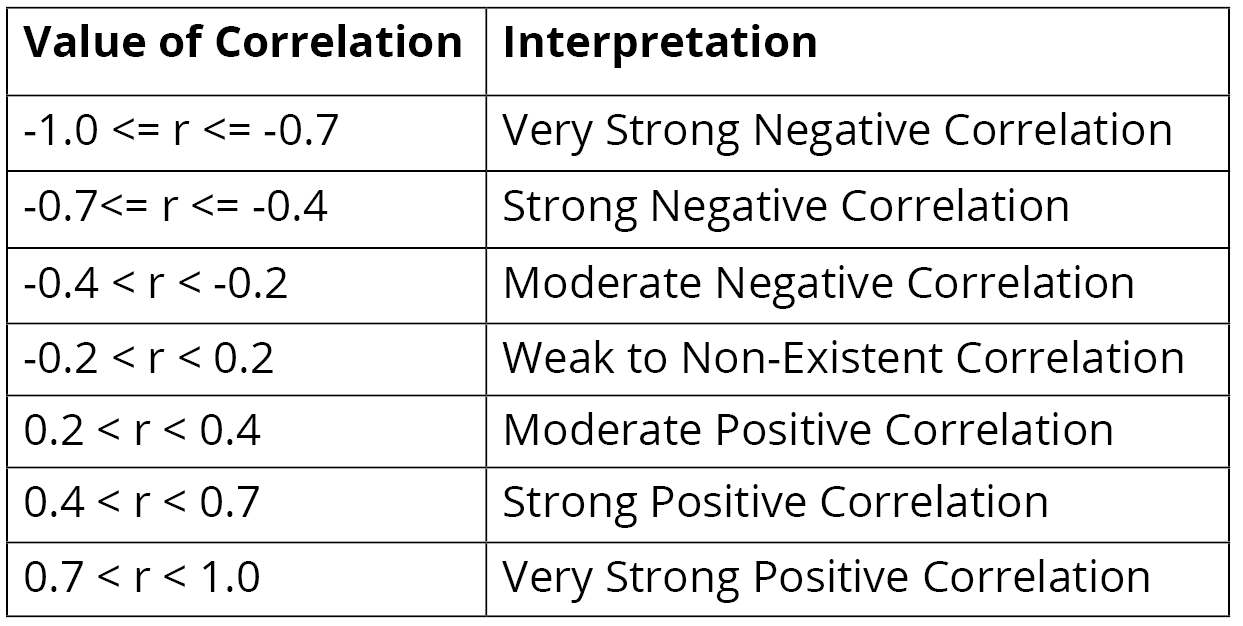 Value of Correlation Interpretation
-1.0 <= r <= -0.7 Very Strong Negative Correlation
-0.7<= r <= -0.4 Strong Negative Correlation
-0.4 < r < -0.2 Moderate Negative Correlation
-0.2 < r < 0.2 Weak to Non-Existent Correlation
0.2 < r < 0.4 Moderate Positive Correlation
0.4 < r < 0.7 Strong Positive Correlation
0.7 < r < 1.0 Very Strong Positive Correlation